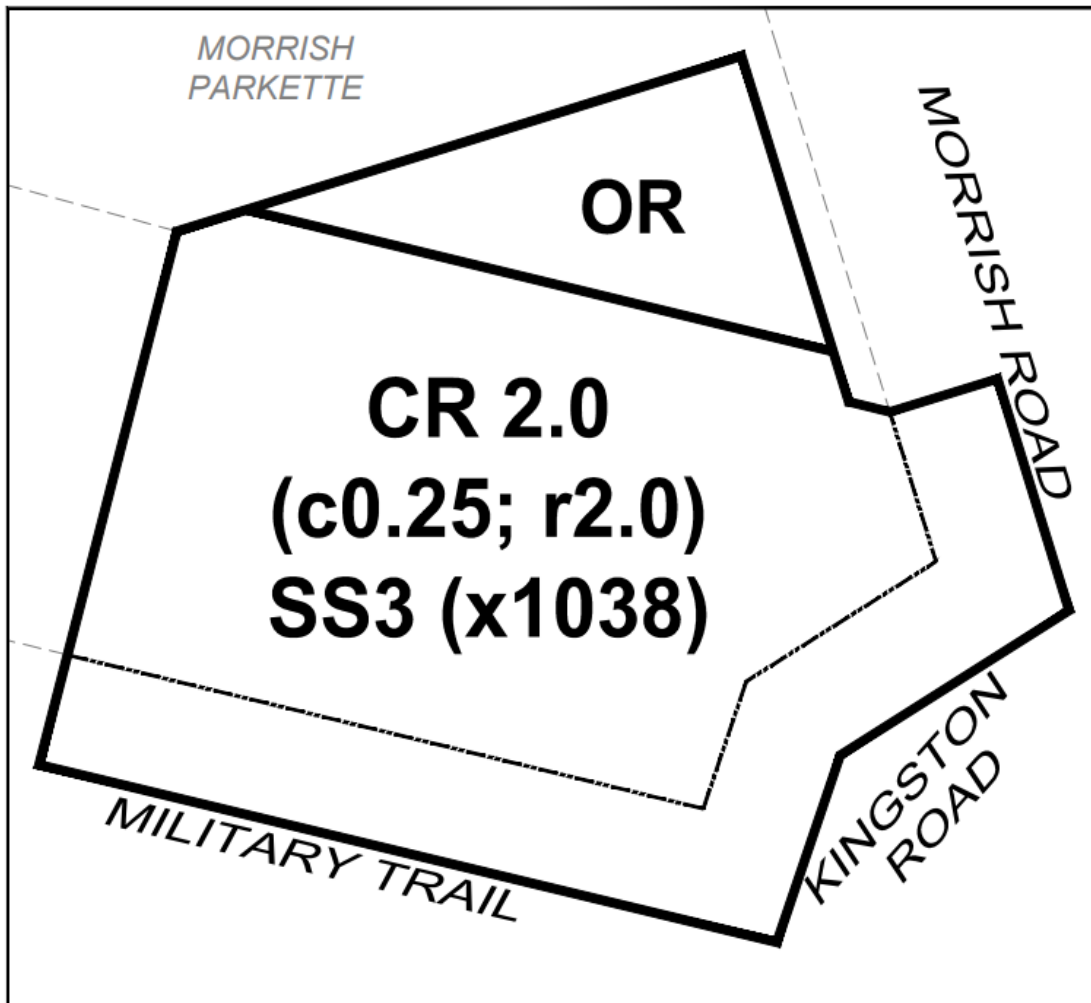 MORRISH
PARKETTE
OR
MORRISH ROAD
CR 2.0
(c0.25; r2.0)
SS3 (x1038)
KINGSTON
ROAD
MILITARY TRAIL